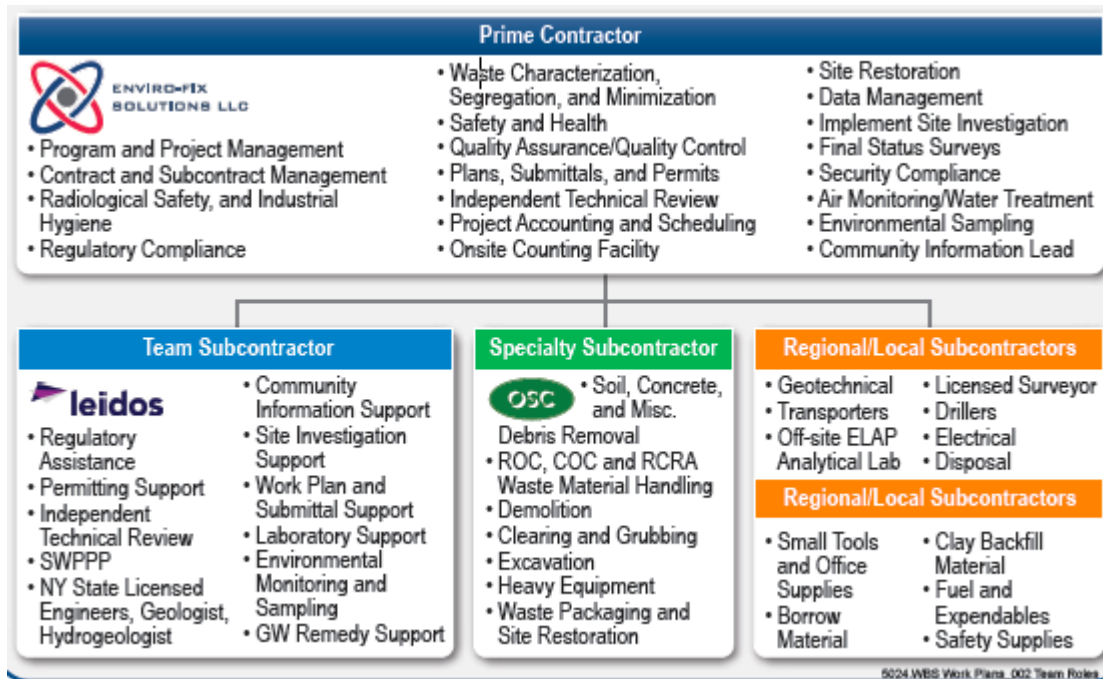 Prime Contractor
ENVIRO-FIX
SOLUTIONS LLC
• Program and Project Management
• Contract and Subcontract Management
• Radiological Safety, and Industrial
Hygiene
• Regulatory Compliance
• Waste Characterization,
Segregation, and Minimization
• Safety and Health
• Quality Assurance/Quality Control
• Plans, Submittals, and Permits
• Independent Technical Review
• Project Accounting and Scheduling
• Onsite Counting Facility
• Site Restoration
• Data Management
• Implement Site Investigation
• Final Status Surveys
• Security Compliance
• Air Monitoring/Water Treatment
• Environmental Sampling
• Community Information Lead
Team Subcontractor
leidos
• Regulatory
Assistance
• Permitting Support
• Independent
Technical Review
• SWPPP
• NY State Licensed
Engineers, Geologist,
Hydrogeologist
• Community
Information Support
• Site Investigation
Support
• Work Plan and
Submittal Support
• Laboratory Support
• Environmental
Monitoring and
Sampling
• GW Remedy Support
Specialty Subcontractor
OSC
• Soil, Concrete,
and Misc.
Debris Removal
• ROC, COC and RCRA
Waste Material Handling
• Demolition
• Clearing and Grubbing
• Excavation
• Heavy Equipment
• Waste Packaging and
Site Restoration
Regional/Local Subcontractors
• Geotechnical
• Transporters
• Off-site ELAP
Analytical Lab
• Licensed Surveyor
• Drillers
• Electrical
• Disposal
Regional/Local Subcontractors
• Small Tools
and Office
Supplies
• Borrow
Material
• Clay Backfill
Material
• Fuel and
Expendables
• Safety Supplies
5024.WBS Work Plans_002 Team Roles